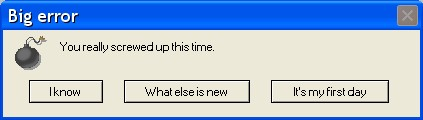 Big error
You really screwed up this time.
I know
What else is new
It's my first day